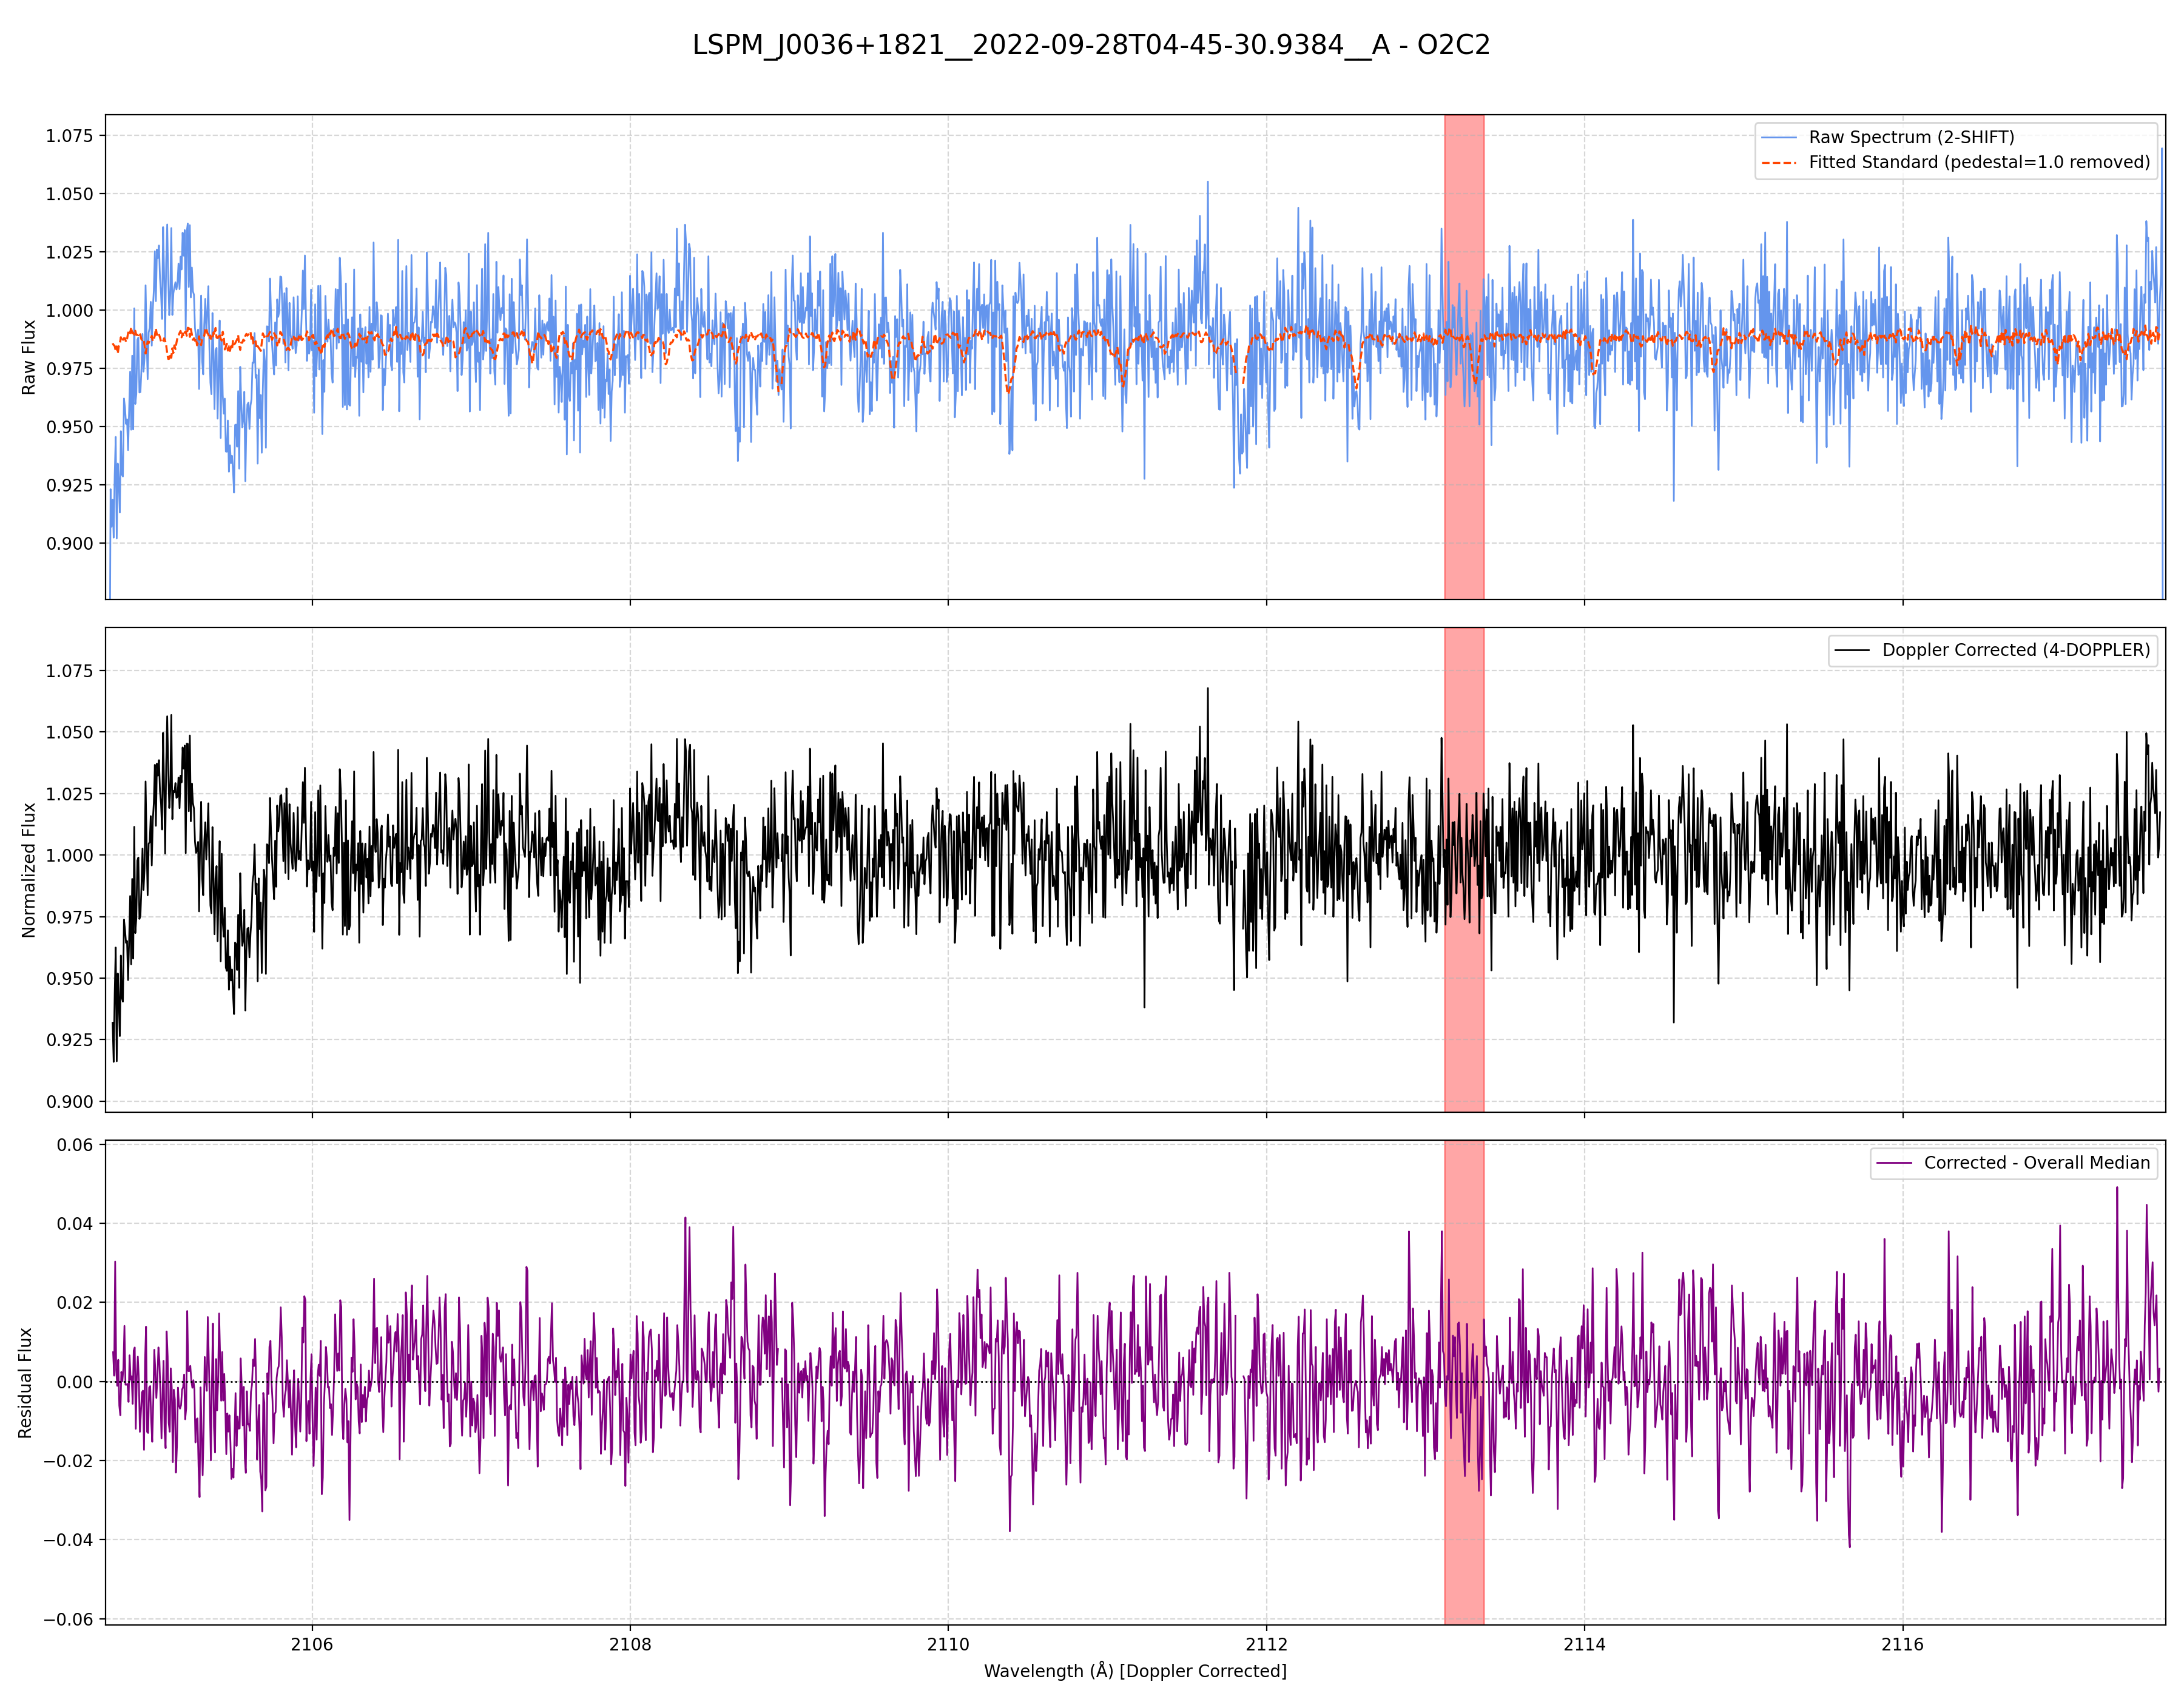 LSPM_J0036+1821__2022-09-28T04-45-30.9384__A - O2C2
Raw Flux
1.075
1.050
1.025
1.000
0.975
0.950
0.925
0.900
Raw Spectrum (2-SHIFT)
Fitted Standard (pedestal=1.0 removed)
Normalized Flux
1.075
1.050
1.025
1.000
0.975
0.950
0.925
0.900
Doppler Corrected (4-DOPPLER)
Residual Flux
0.06
0.04
0.02
0.00
−0.02
−0.04
−0.06
Corrected - Overall Median
2106 2108 2110 2112 2114 2116
Wavelength (Å) [Doppler Corrected]